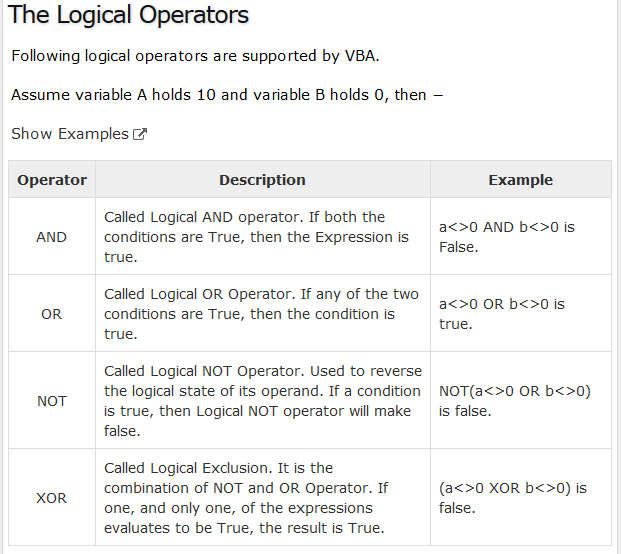 The Logical Operators
Following logical operators are supported by VBA.
Assume variable A holds 10 and variable B holds 0, then −
Show Examples
Operator Description Example
AND
Called Logical AND operator. If both the
conditions are True, then the Expression is
true.
a<>0 AND b<>0 is
False.
OR
Called Logical OR Operator. If any of the two
conditions are True, then the condition is
true.
a<>0 OR b<>0 is
true.
NOT
Called Logical NOT Operator. Used to reverse
the logical state of its operand. If a condition
is true, then Logical NOT operator will make
false.
NOT(a<>0 OR b<>0)
is false.
XOR
Called Logical Exclusion. It is the
combination of NOT and OR Operator. If
one, and only one, of the expressions
evaluates to be True, the result is True.
(a<>0 XOR b<>0) is
false.